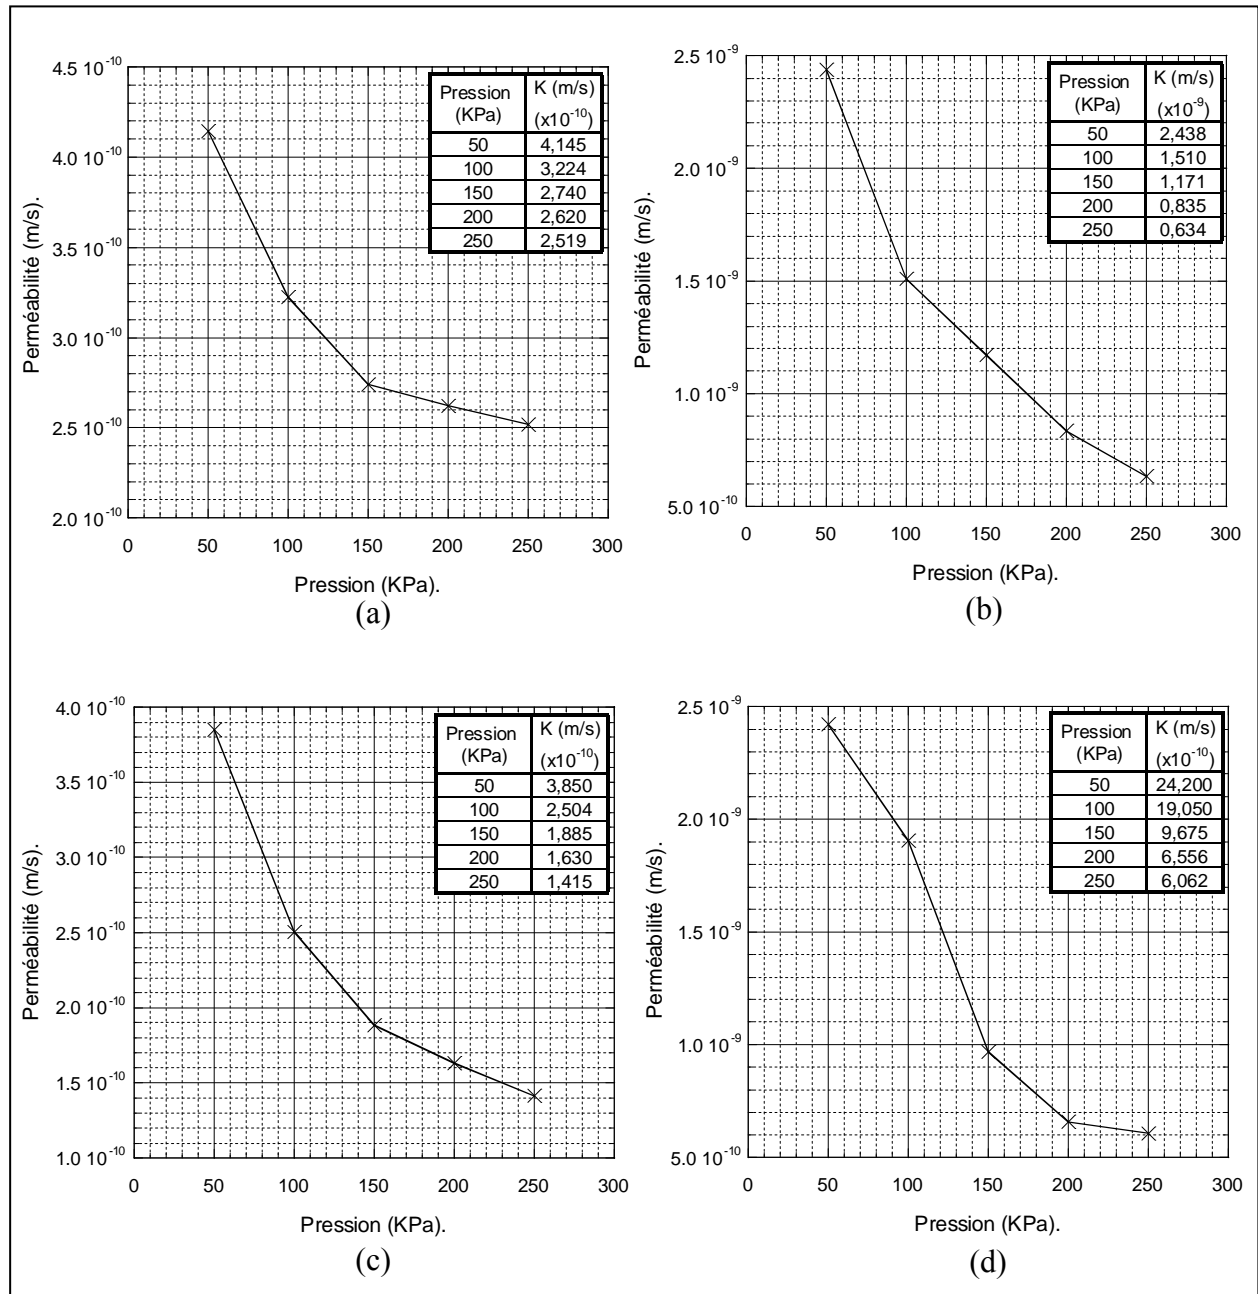 4.5 10-10
4.0 10-10
3.5 10-10
3.0 10-10
2.5 10-10
2.0 10-10
Perméabilité (m/s).
0 50 100 150 200 250 300
Pression (KPa).
Pression (KPa) K (m/s) (x10-10)
50 4,145
100 3,224
150 2,740
200 2,620
250 2,519
(a)
2.5 10-9
2.0 10-9
1.5 10-9
1.0 10-9
5.0 10-10
Perméabilité (m/s).
0 50 100 150 200 250 300
Pression (KPa).
Pression (KPa) K (m/s) (x10-9)
50 2,438
100 1,510
150 1,171
200 0,835
250 0,634
(b)
4.0 10-10
3.5 10-10
3.0 10-10
2.5 10-10
2.0 10-10
1.5 10-10
1.0 10-10
Perméabilité (m/s).
0 50 100 150 200 250 300
Pression (KPa).
Pression (KPa) K (m/s) (x10-10)
50 3,850
100 2,504
150 1,885
200 1,630
250 1,415
(c)
2.5 10-9
2.0 10-9
1.5 10-9
1.0 10-9
5.0 10-10
Perméabilité (m/s).
0 50 100 150 200 250 300
Pression (KPa).
Pression (KPa) K (m/s) (x10-10)
50 24,200
100 19,050
150 9,675
200 6,556
250 6,062
(d)